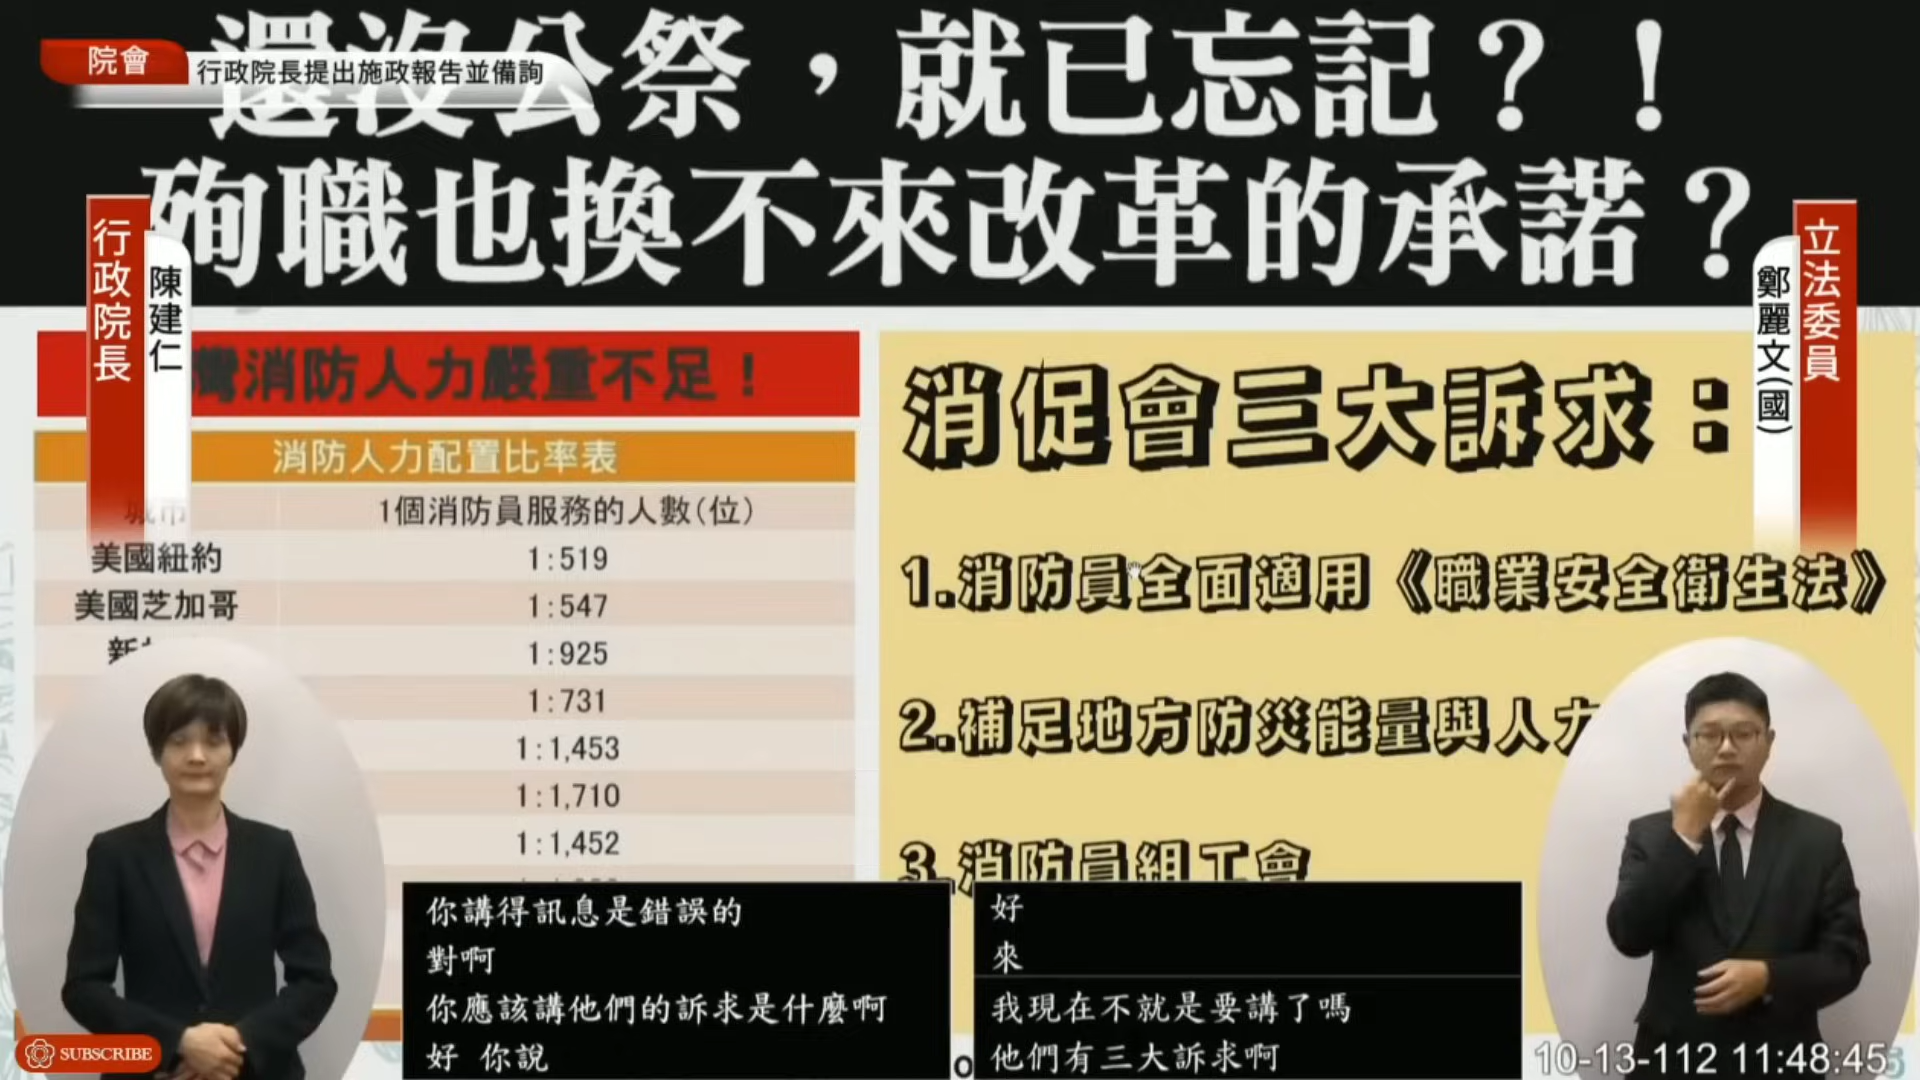 院會
行政院長提出施政報告並備詢
還沒公祭，就已忘記？！
殉職也換不來改革的承諾？
行政院長
陳建仁
立法委員
鄭麗文(國)
灣消防人力嚴重不足！
消防人力配置比率表
城市 1個消防員服務的人數(位)
美國紐約 1:519
美國芝加哥 1:547
新 1:925
1:731
1:1,453
1:1,710
1:1,452
消促會三大訴求：
1.消防員全面適用《職業安全衛生法》
2.補足地方防災能量與人力
3.消防員組工會
你講得訊息是錯誤的
對啊
你應該講他們的訴求是什麼啊
好 你說
好
來
我現在不就是要講了嗎
他們有三大訴求啊
SUBSCRIBE
10-13-112 11:48:45